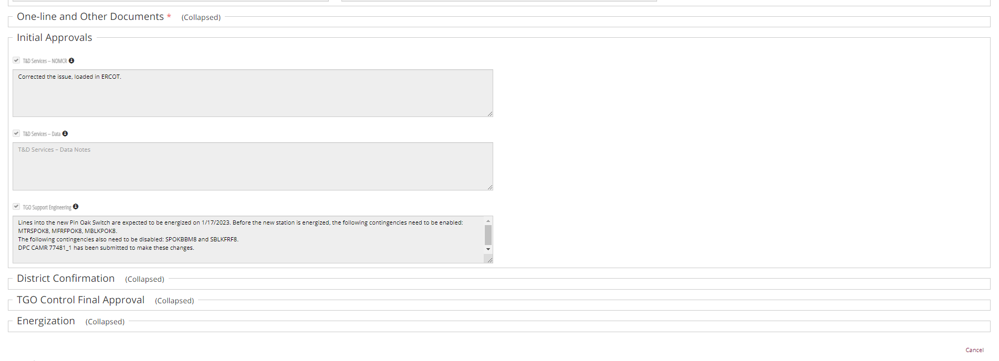 One-line and Other Documents * (Collapsed)
Initial Approvals
T&D Services – NOMCR
Corrected the issue, loaded in ERCOT.
T&D Services – Data
T&D Services – Data Notes
TGO Support Engineering
Lines into the new Pin Oak Switch are expected to be energized on 1/17/2023. Before the new station is energized, the following contingencies need to be enabled:
MTRSPOK8, MFRFPOK8, MBLKPOK8.
The following contingencies also need to be disabled: SPOKBBM8 and SBLKFRF8.
DPC CAMR 77481_1 has been submitted to make these changes.
District Confirmation (Collapsed)
TGO Control Final Approval (Collapsed)
Energization (Collapsed)
Cancel